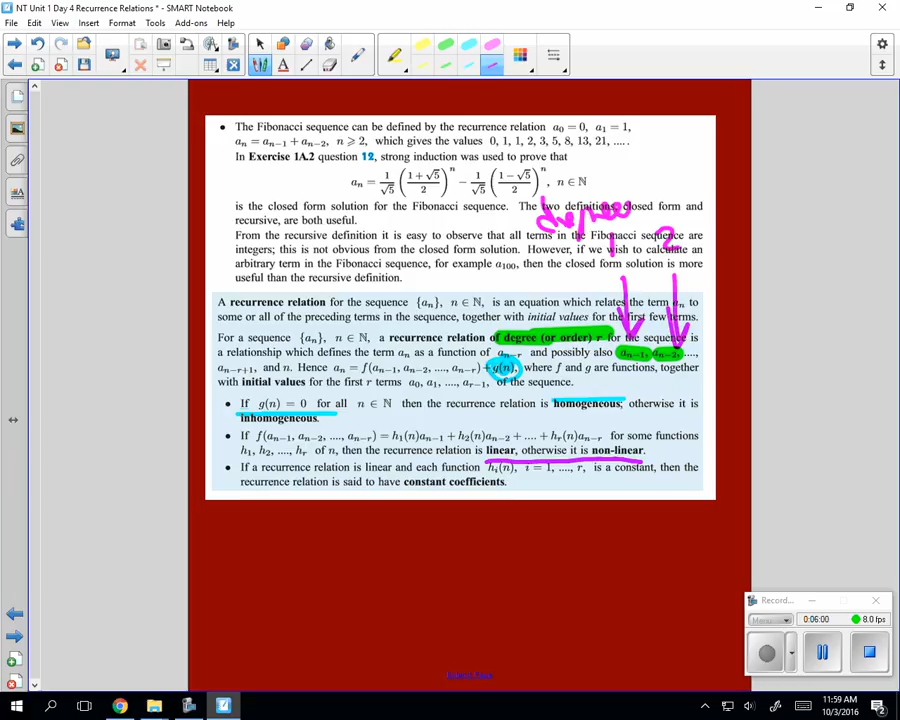 NT Unit 1 Day 4 Recurrence Relations * - SMART Notebook
File Edit View Insert Format Tools Add-ons Help
• The Fibonacci sequence can be defined by the recurrence relation a₀ = 0, a₁ = 1,
aₙ = aₙ₋₁ + aₙ₋₂, n ⩾ 2, which gives the values 0, 1, 1, 2, 3, 5, 8, 13, 21, .... .
In Exercise 1A.2 question 12, strong induction was used to prove that
aₙ = 1/√5 ((1 + √5)/2)ⁿ − 1/√5 ((1 − √5)/2)ⁿ, n ∈ ℕ
is the closed form solution for the Fibonacci sequence. The two definitions, closed form and
recursive, are both useful.
degree
From the recursive definition it is easy to observe that all terms in the Fibonacci sequence are
integers; this is not obvious from the closed form solution. However, if we wish to calculate an
1 2
arbitrary term in the Fibonacci sequence, for example a₁₀₀, then the closed form solution is more
useful than the recursive definition.
A recurrence relation for the sequence {aₙ}, n ∈ ℕ, is an equation which relates the term aₙ to
some or all of the preceding terms in the sequence, together with initial values for the first few terms.
For a sequence {aₙ}, n ∈ ℕ, a recurrence relation of degree (or order) r for the sequence is
a relationship which defines the term aₙ as a function of aₙ₋ᵣ and possibly also aₙ₋₁, aₙ₋₂, ....,
aₙ₋ᵣ₊₁, and n. Hence aₙ = f(aₙ₋₁, aₙ₋₂, ...., aₙ₋ᵣ) + g(n), where f and g are functions, together
with initial values for the first r terms a₀, a₁, ...., aᵣ₋₁, of the sequence.
• If g(n) = 0 for all n ∈ ℕ then the recurrence relation is homogeneous; otherwise it is
inhomogeneous.
• If f(aₙ₋₁, aₙ₋₂, ...., aₙ₋ᵣ) = h₁(n)aₙ₋₁ + h₂(n)aₙ₋₂ + .... + hᵣ(n)aₙ₋ᵣ for some functions
h₁, h₂, ...., hᵣ of n, then the recurrence relation is linear, otherwise it is non-linear.
• If a recurrence relation is linear and each function hᵢ(n), i = 1, ...., r, is a constant, then the
recurrence relation is said to have constant coefficients.
Record...
Menu 0:06:00 8.0 fps
11:59 AM
10/3/2016
2